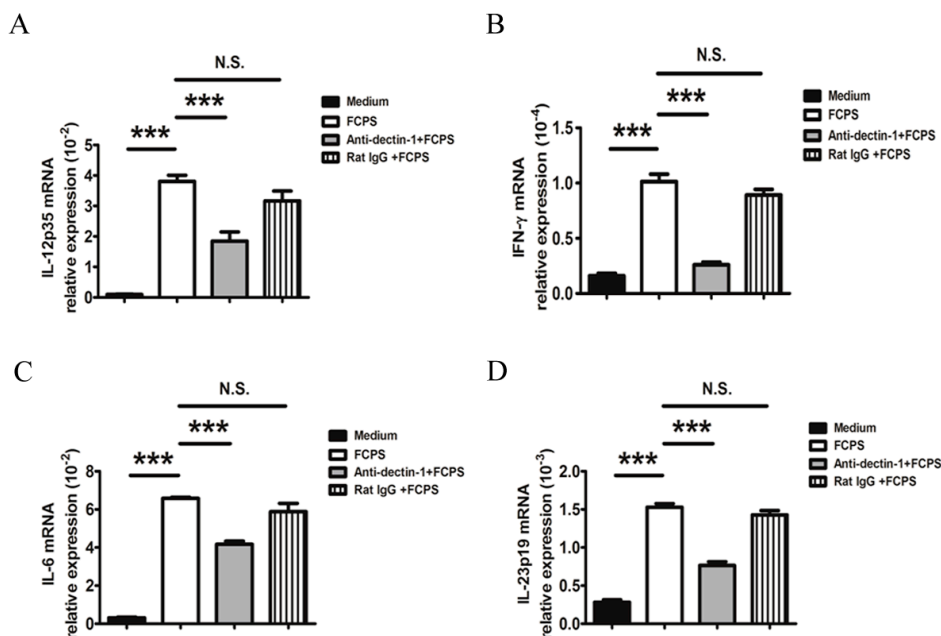 A
N.S.
***
***
Medium
FCPS
Anti-dectin-1+FCPS
Rat IgG +FCPS
IL-12p35 mRNA
relative expression (10-2)
5
4
3
2
1
0
B
N.S.
***
***
Medium
FCPS
Anti-dectin-1+FCPS
Rat IgG +FCPS
IFN-γ mRNA
relative expression (10-4)
1.5
1.0
0.5
0.0
C
N.S.
***
***
Medium
FCPS
Anti-dectin-1+FCPS
Rat IgG +FCPS
IL-6 mRNA
relative expression (10-2)
8
6
4
2
0
D
N.S.
***
***
Medium
FCPS
Anti-dectin-1+FCPS
Rat IgG +FCPS
IL-23p19 mRNA
relative expression (10-3)
2.0
1.5
1.0
0.5
0.0